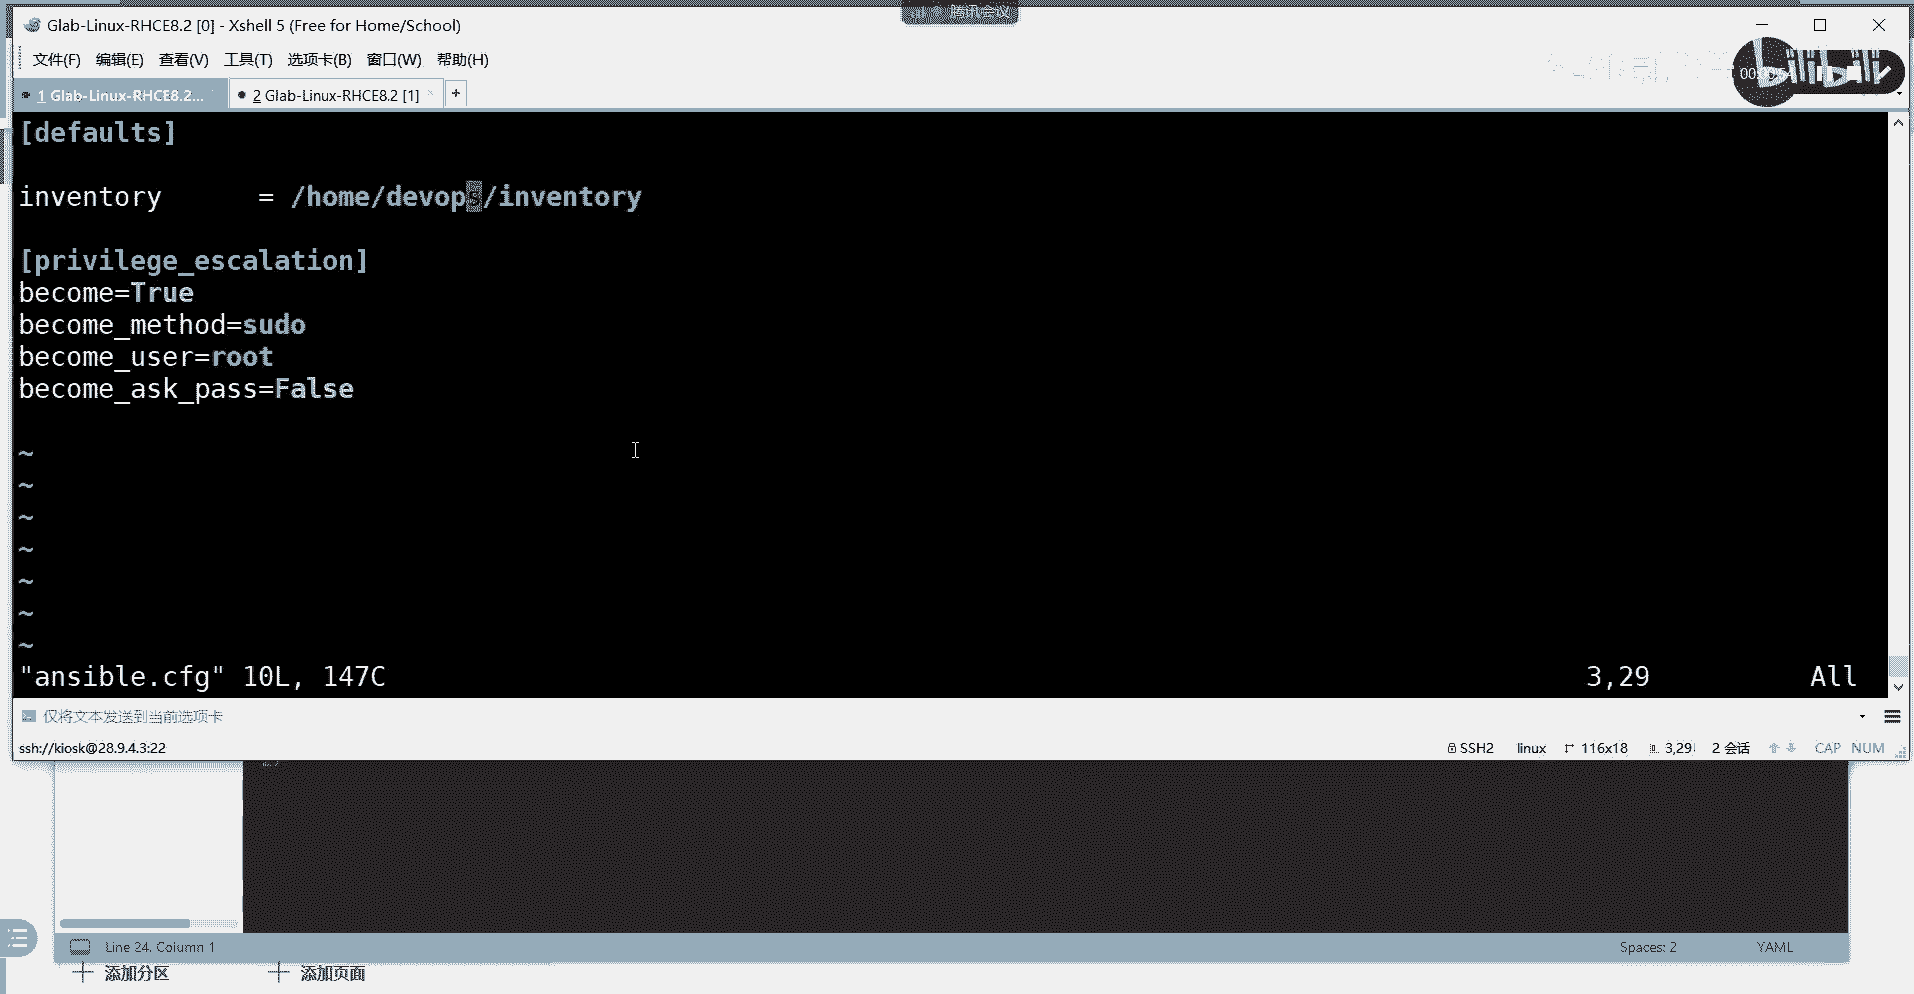 腾讯会议
Glab-Linux-RHCE8.2 [0] - Xshell 5 (Free for Home/School)
文件(F) 编辑(E) 查看(V) 工具(T) 选项卡(B) 窗口(W) 帮助(H)
bilibili
1 Glab-Linux-RHCE8.2... 2 Glab-Linux-RHCE8.2 [1] +
[defaults]
inventory = /home/devops/inventory
[privilege_escalation]
become=True
become_method=sudo
become_user=root
become_ask_pass=False
~
~
~
~
~
~
~
"ansible.cfg" 10L, 147C 3,29 All
仅将文本发送到当前选项卡
ssh://kiosk@28.9.4.3:22 SSH2 linux 116x18 3,29 2 会话 CAP NUM
Line 24, Column 1 Spaces: 2 YAML
添加分区 添加页面